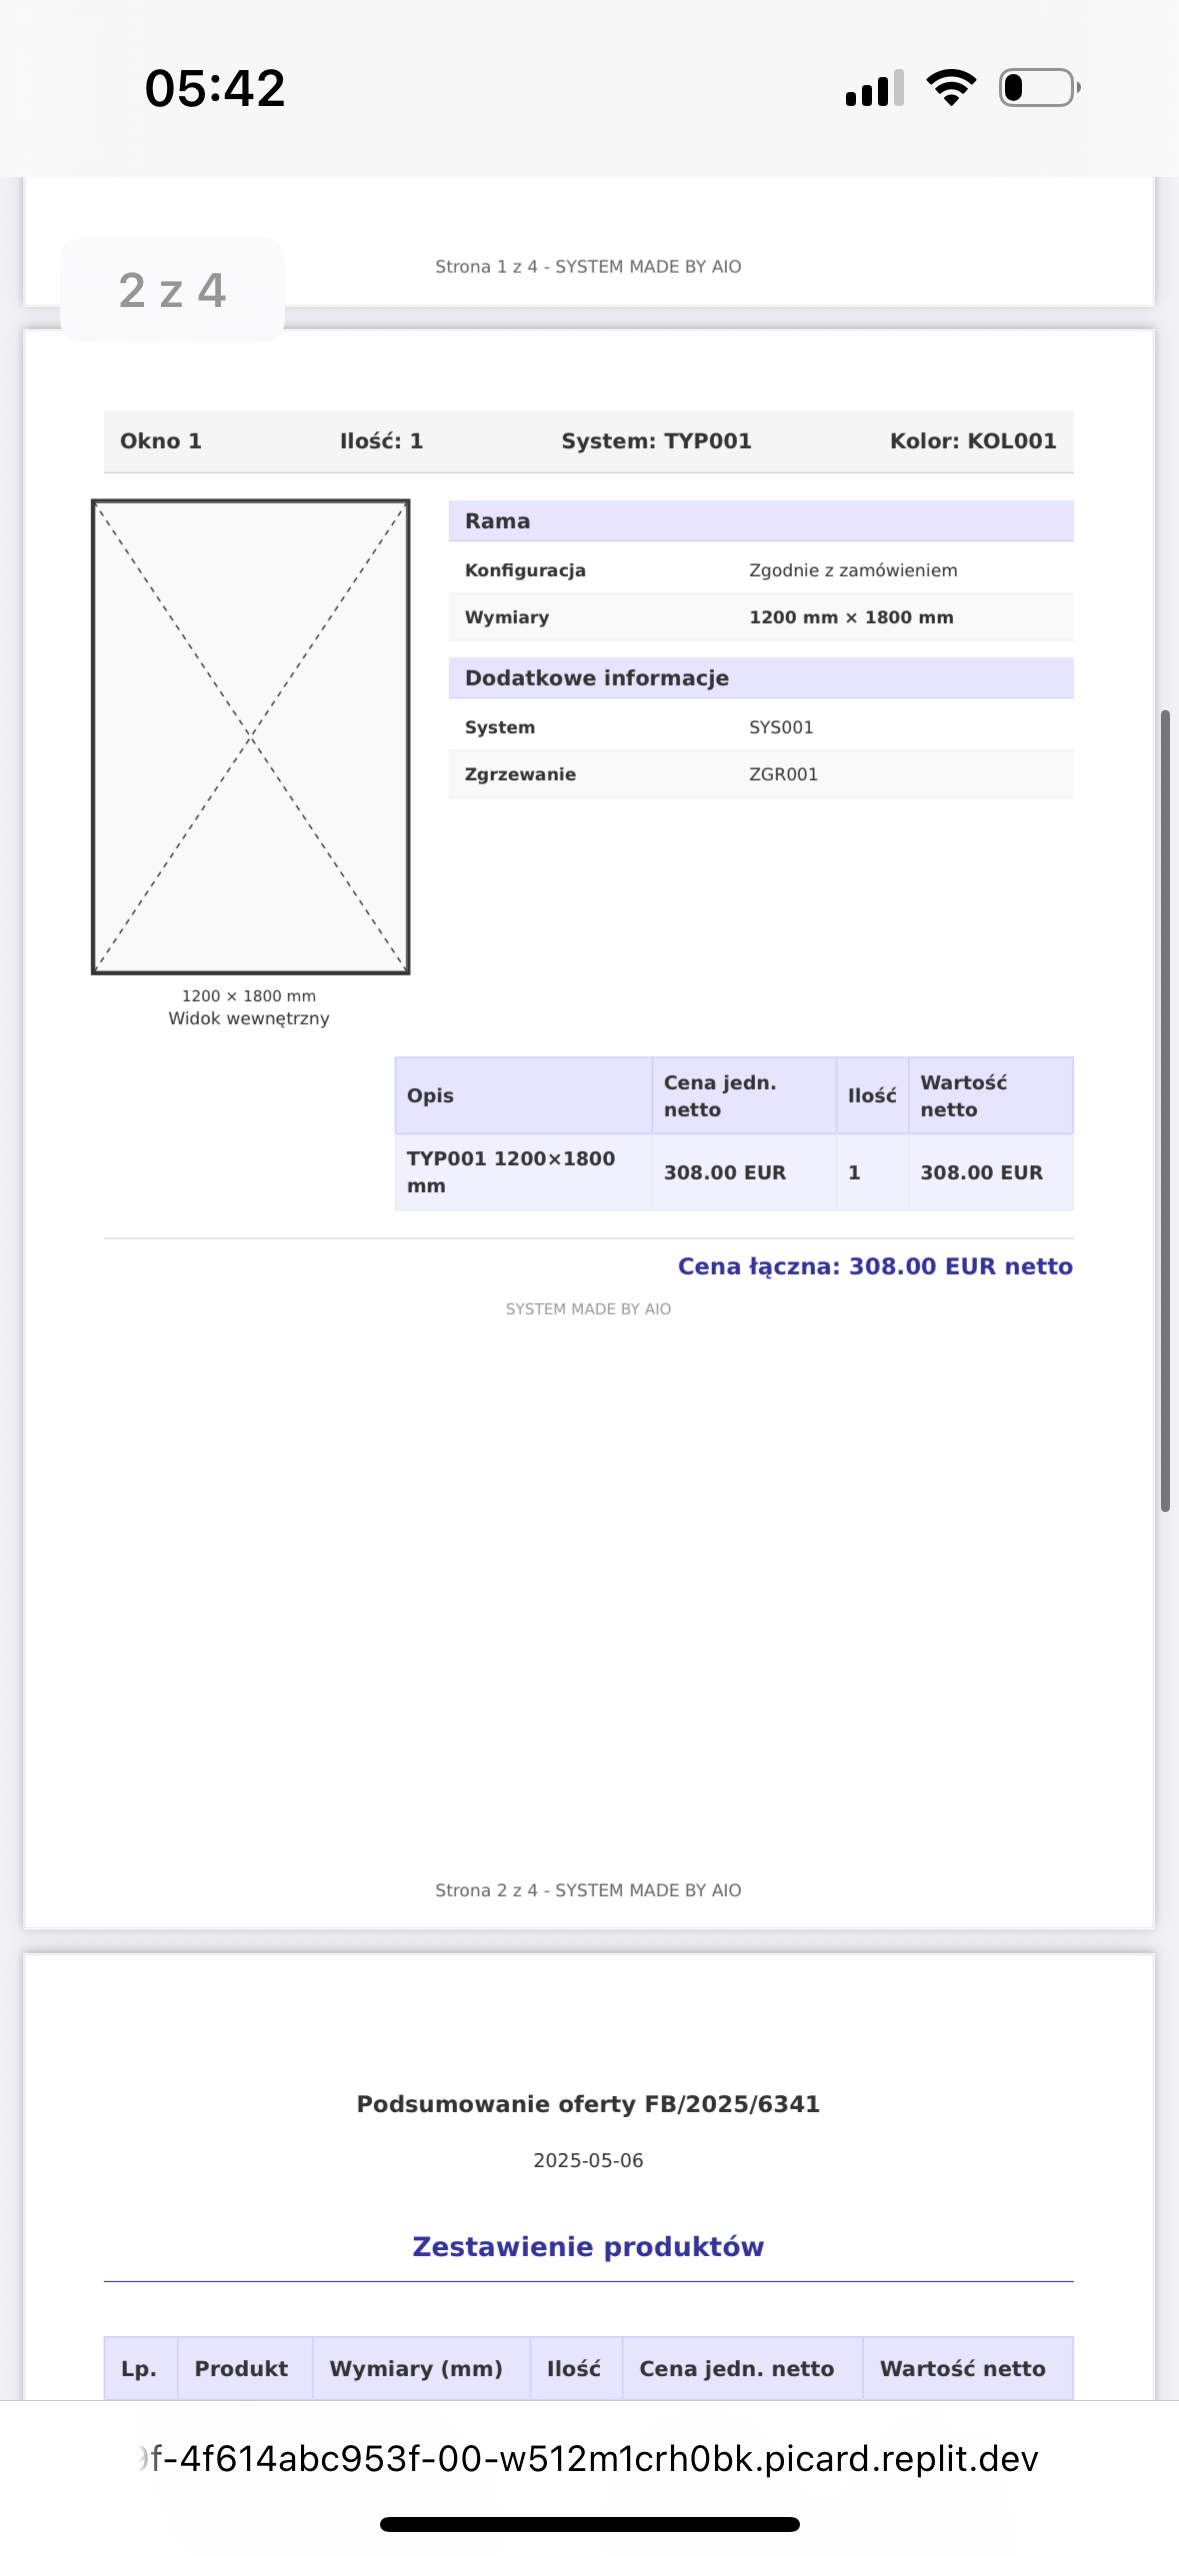 05:42
Strona 1 z 4 - SYSTEM MADE BY AIO
2 z 4
Okno 1 Ilość: 1 System: TYP001 Kolor: KOL001
Rama
Konfiguracja Zgodnie z zamówieniem
Wymiary 1200 mm × 1800 mm
Dodatkowe informacje
System SYS001
Zgrzewanie ZGR001
1200 × 1800 mm
Widok wewnętrzny
Opis Cena jedn. netto Ilość Wartość netto
TYP001 1200×1800 mm 308.00 EUR 1 308.00 EUR
Cena łączna: 308.00 EUR netto
SYSTEM MADE BY AIO
Strona 2 z 4 - SYSTEM MADE BY AIO
Podsumowanie oferty FB/2025/6341
2025-05-06
Zestawienie produktów
Lp. Produkt Wymiary (mm) Ilość Cena jedn. netto Wartość netto
9f-4f614abc953f-00-w512m1crh0bk.picard.replit.dev